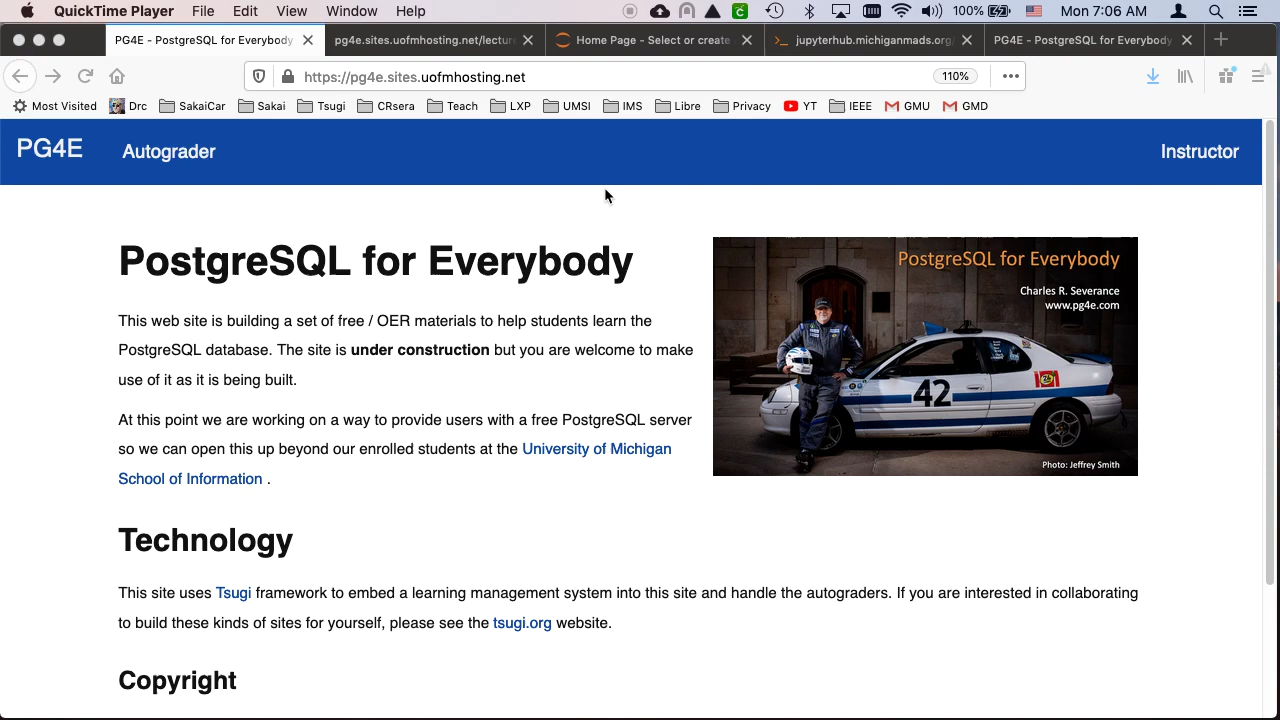 QuickTime Player File Edit View Window Help 100% Mon 7:06 AM
PG4E - PostgreSQL for Everybody pg4e.sites.uofmhosting.net/lectur Home Page - Select or create jupyterhub.michiganmads.org/ PG4E - PostgreSQL for Everybody
https://pg4e.sites.uofmhosting.net 110%
Most Visited Drc SakaiCar Sakai Tsugi CRsera Teach LXP UMSI IMS Libre Privacy YT IEEE GMU GMD
PG4E Autograder Instructor
PostgreSQL for Everybody
This web site is building a set of free / OER materials to help students learn the
PostgreSQL database. The site is under construction but you are welcome to make
use of it as it is being built.
At this point we are working on a way to provide users with a free PostgreSQL server
so we can open this up beyond our enrolled students at the University of Michigan
School of Information .
PostgreSQL for Everybody
Charles R. Severance
www.pg4e.com
42
Photo: Jeffrey Smith
Technology
This site uses Tsugi framework to embed a learning management system into this site and handle the autograders. If you are interested in collaborating
to build these kinds of sites for yourself, please see the tsugi.org website.
Copyright